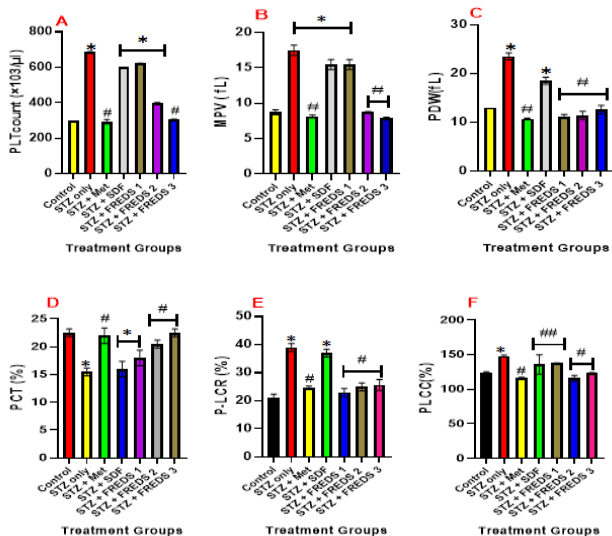 A
PLTcount (×103/µl)
800
600
400
200
0
*
#
*
#
Control
STZ only
STZ + Met
STZ + SDF
STZ + FREDS 1
STZ + FREDS 2
STZ + FREDS 3
Treatment Groups
B
MPV (fL)
20
15
10
5
0
*
##
##
Control
STZ only
STZ + Met
STZ + SDF
STZ + FREDS 1
STZ + FREDS 2
STZ + FREDS 3
Treatment Groups
C
PDW(fL)
30
20
10
0
*
##
*
##
Control
STZ only
STZ + Met
STZ + SDF
STZ + FREDS 1
STZ + FREDS 2
STZ + FREDS 3
Treatment Groups
D
PCT (%)
25
20
15
10
5
0
*
#
*
#
Control
STZ only
STZ + Met
STZ + SDF
STZ + FREDS 1
STZ + FREDS 2
STZ + FREDS 3
Treatment Groups
E
P-LCR (%)
50
40
30
20
10
0
*
#
*
#
Control
STZ only
STZ + Met
STZ + SDF
STZ + FREDS 1
STZ + FREDS 2
STZ + FREDS 3
Treatment Groups
F
PLCC(%)
200
150
100
50
0
*
#
##
#
Control
STZ only
STZ + Met
STZ + SDF
STZ + FREDS 1
STZ + FREDS 2
STZ + FREDS 3
Treatment Groups